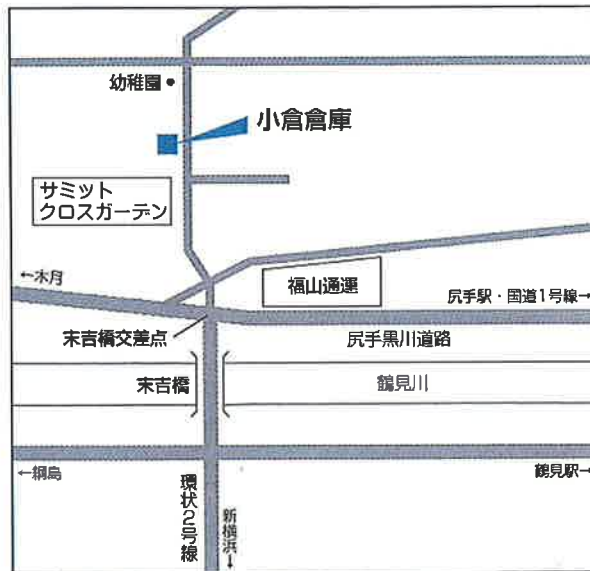 幼稚園
小倉倉庫
サミット
クロスガーデン
←木月
福山通運
尻手駅・国道1号線→
末吉橋交差点
尻手黒川道路
末吉橋
鶴見川
←綱島
鶴見駅→
環状2号線
新横浜→